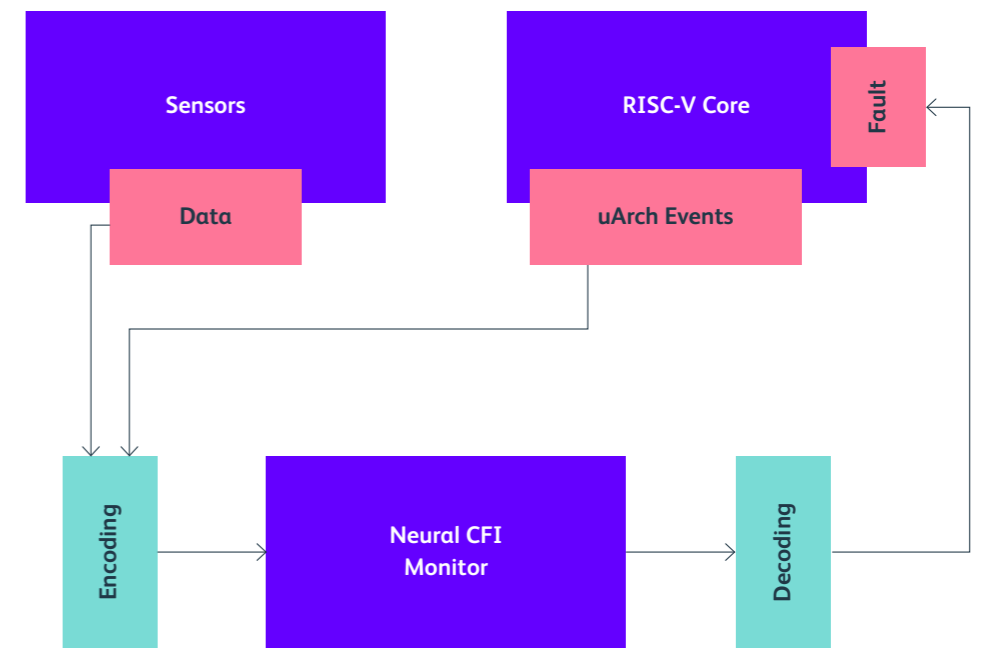 Sensors
RISC-V Core
Fault
Data
uArch Events
Encoding
Neural CFI
Monitor
Decoding